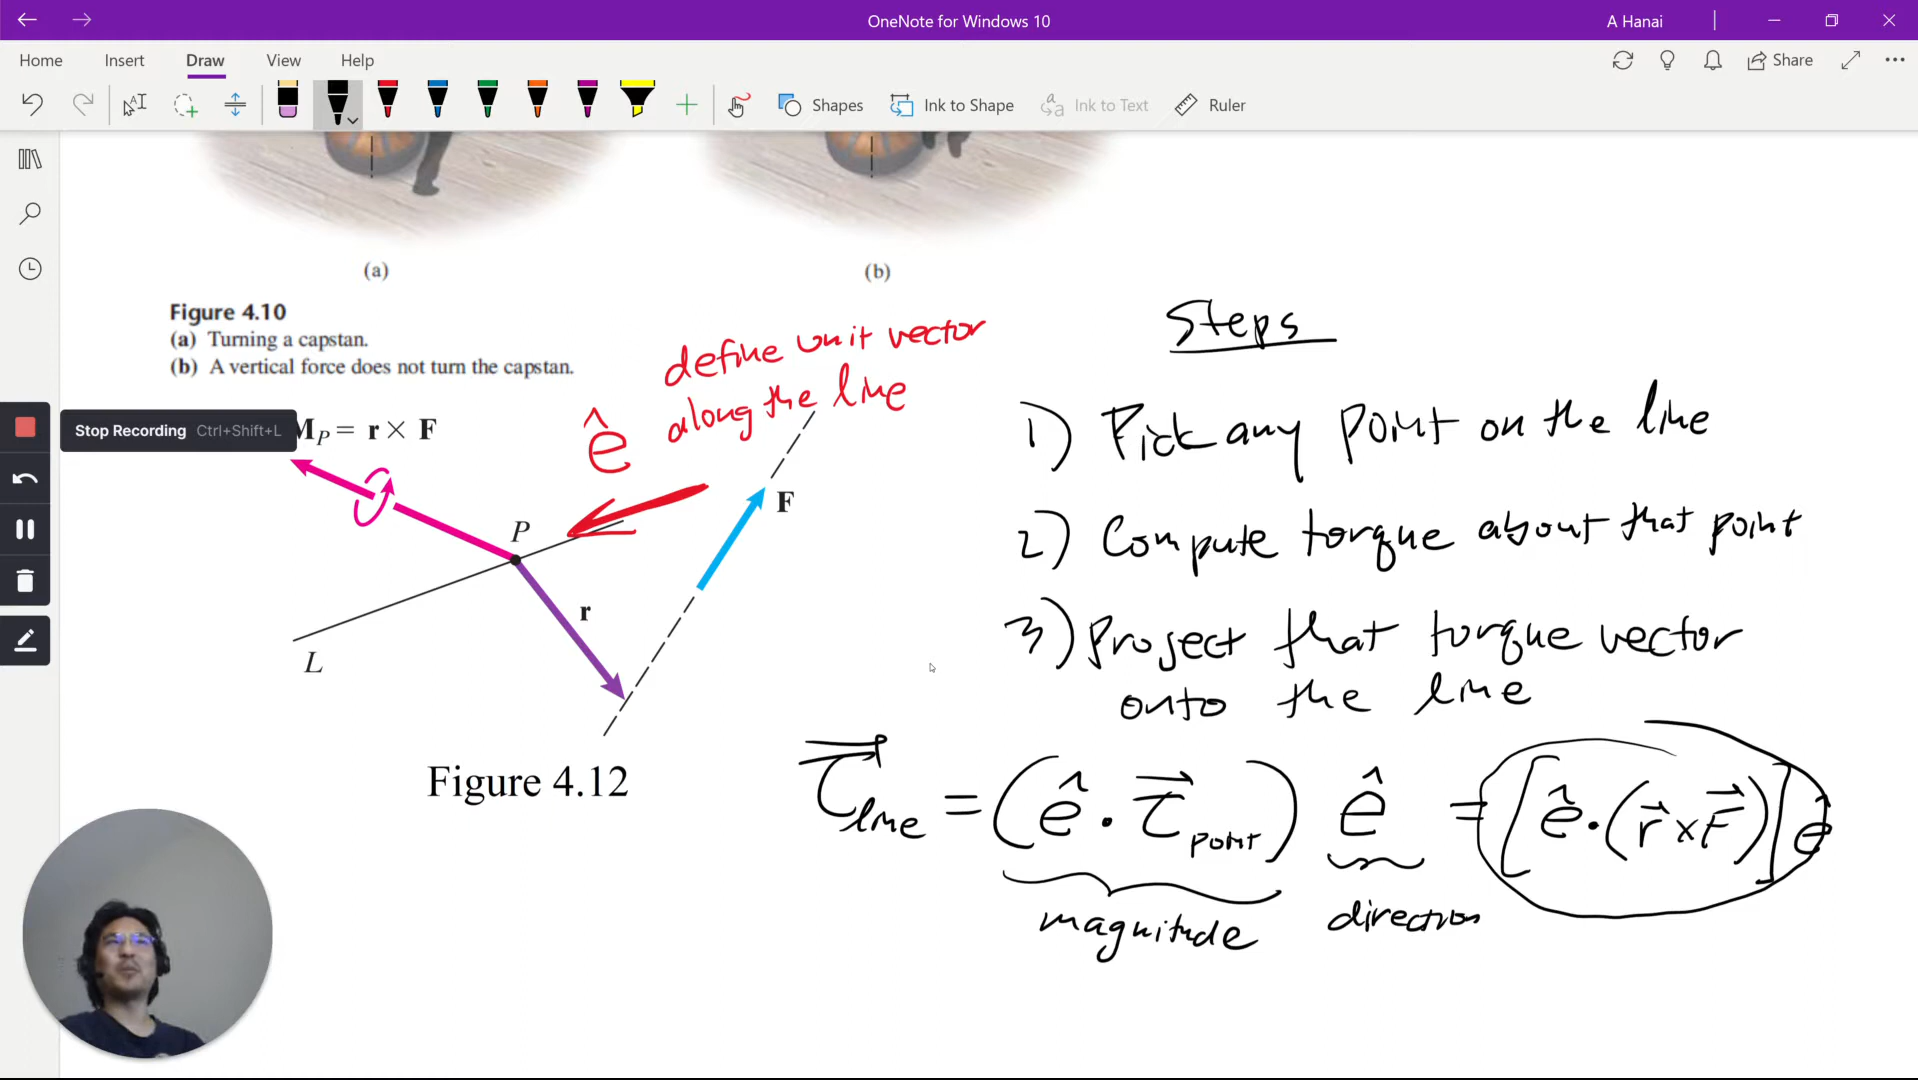 OneNote for Windows 10
A Hanai
Home Insert Draw View Help
Share
Shapes
Ink to Shape
Ink to Text
Ruler
(a)
(b)
Figure 4.10
(a) Turning a capstan.
(b) A vertical force does not turn the capstan.
Stop Recording Ctrl+Shift+L
M_P = r × F
define unit vector
along the line
ê
P
F
r
L
Figure 4.12
Steps
1) Pick any point on the line
2) Compute torque about that point
3) Project that torque vector
onto the line
τ⃗_line = (ê · τ⃗_point) ê = [ê · (r⃗ × F⃗)] ê
magnitude
direction